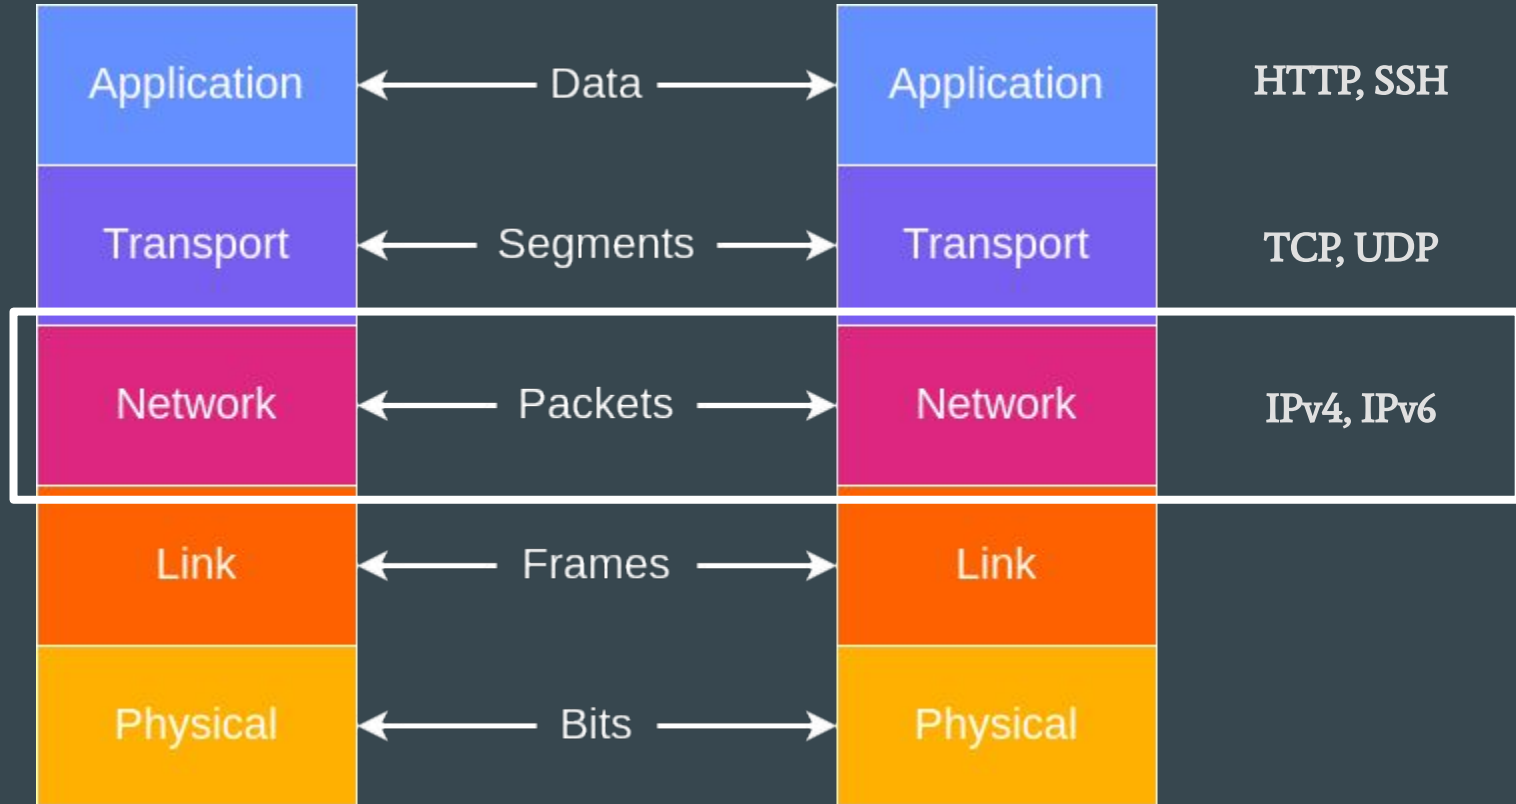 Application Data Application HTTP, SSH
Transport Segments Transport TCP, UDP
Network Packets Network IPv4, IPv6
Link Frames Link
Physical Bits Physical